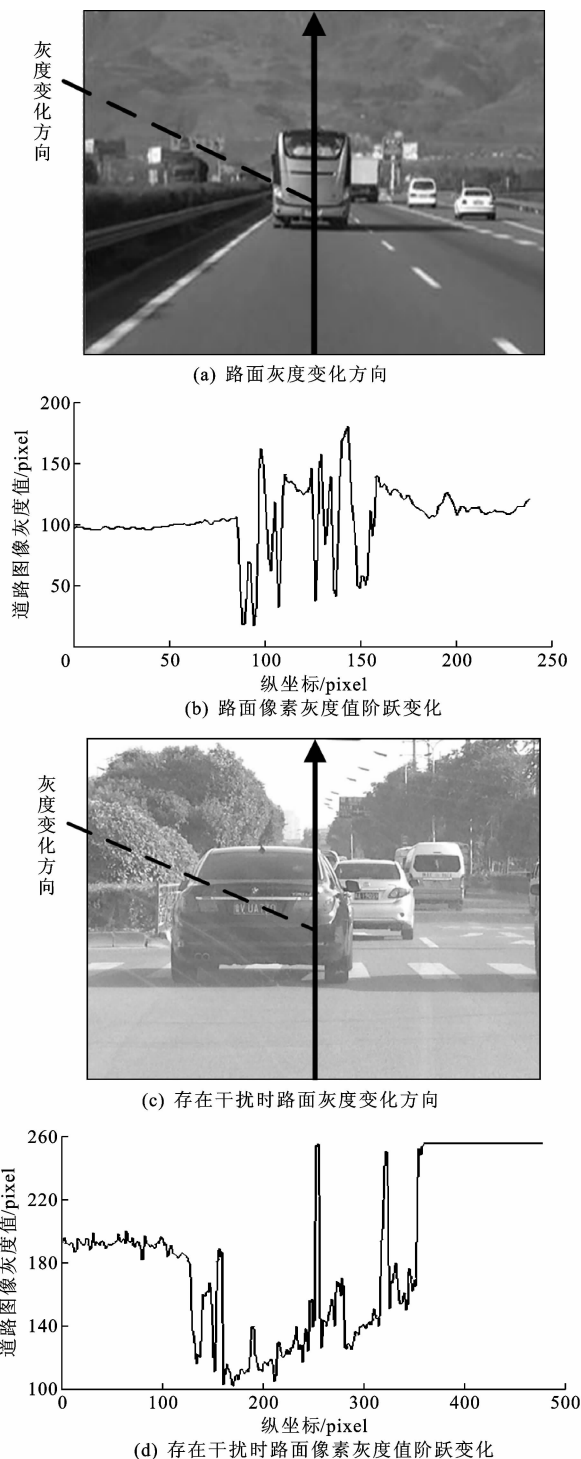 灰度变化方向
(a) 路面灰度变化方向
道路图像灰度值/pixel
200
150
100
50
0
50
100
150
200
250
纵坐标/pixel
(b) 路面像素灰度值阶跃变化
灰度变化方向
(c) 存在干扰时路面灰度变化方向
道路图像灰度值/pixel
260
220
180
140
100
0
100
200
300
400
500
纵坐标/pixel
(d) 存在干扰时路面像素灰度值阶跃变化